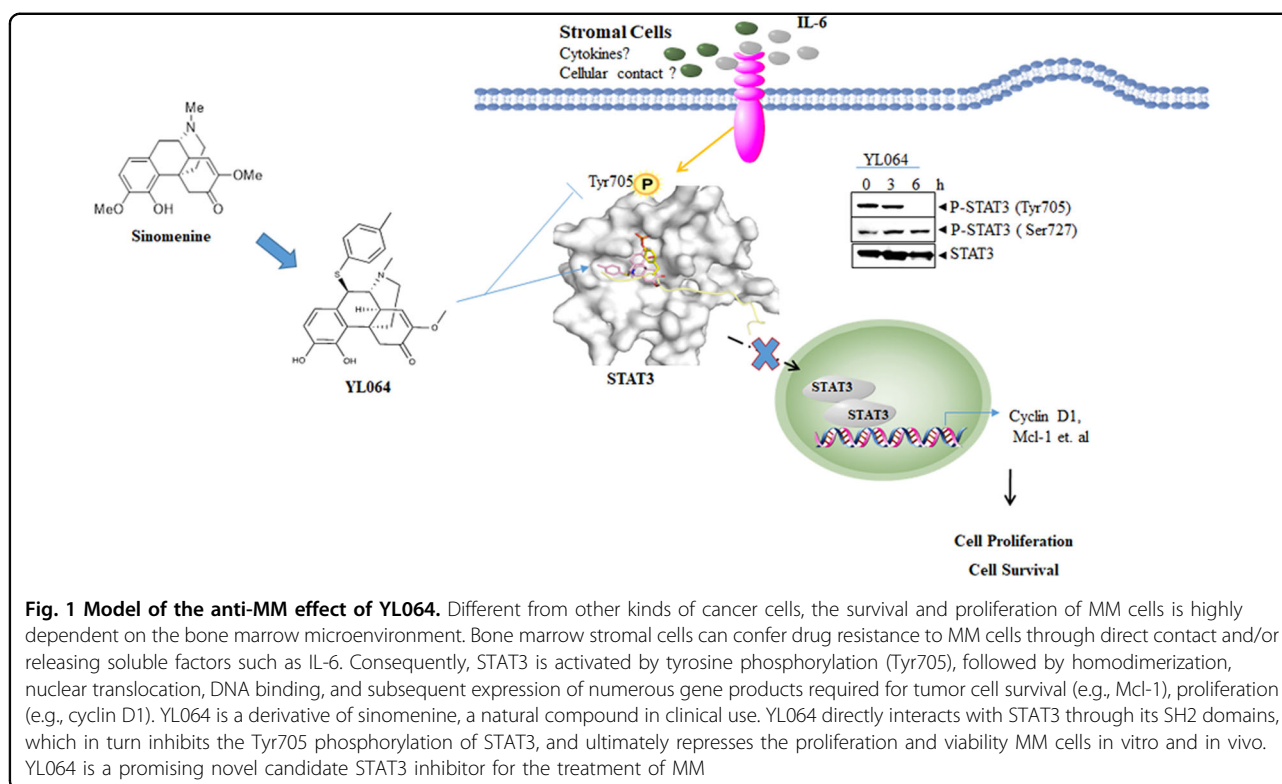 IL-6
Stromal Cells
Cytokines?
Cellular contact ?
Me
N
OMe
MeO
OH
O
Sinomenine
Tyr705 P
YL064
0 3 6 h
P-STAT3 (Tyr705)
P-STAT3 ( Ser727)
STAT3
S
N
H
O
HO
OH
O
YL064
STAT3
STAT3
STAT3
Cyclin D1,
Mcl-1 et. al
Cell Proliferation
Cell Survival
Fig. 1 Model of the anti-MM effect of YL064. Different from other kinds of cancer cells, the survival and proliferation of MM cells is highly
dependent on the bone marrow microenvironment. Bone marrow stromal cells can confer drug resistance to MM cells through direct contact and/or
releasing soluble factors such as IL-6. Consequently, STAT3 is activated by tyrosine phosphorylation (Tyr705), followed by homodimerization,
nuclear translocation, DNA binding, and subsequent expression of numerous gene products required for tumor cell survival (e.g., Mcl-1), proliferation
(e.g., cyclin D1). YL064 is a derivative of sinomenine, a natural compound in clinical use. YL064 directly interacts with STAT3 through its SH2 domains,
which in turn inhibits the Tyr705 phosphorylation of STAT3, and ultimately represses the proliferation and viability MM cells in vitro and in vivo.
YL064 is a promising novel candidate STAT3 inhibitor for the treatment of MM